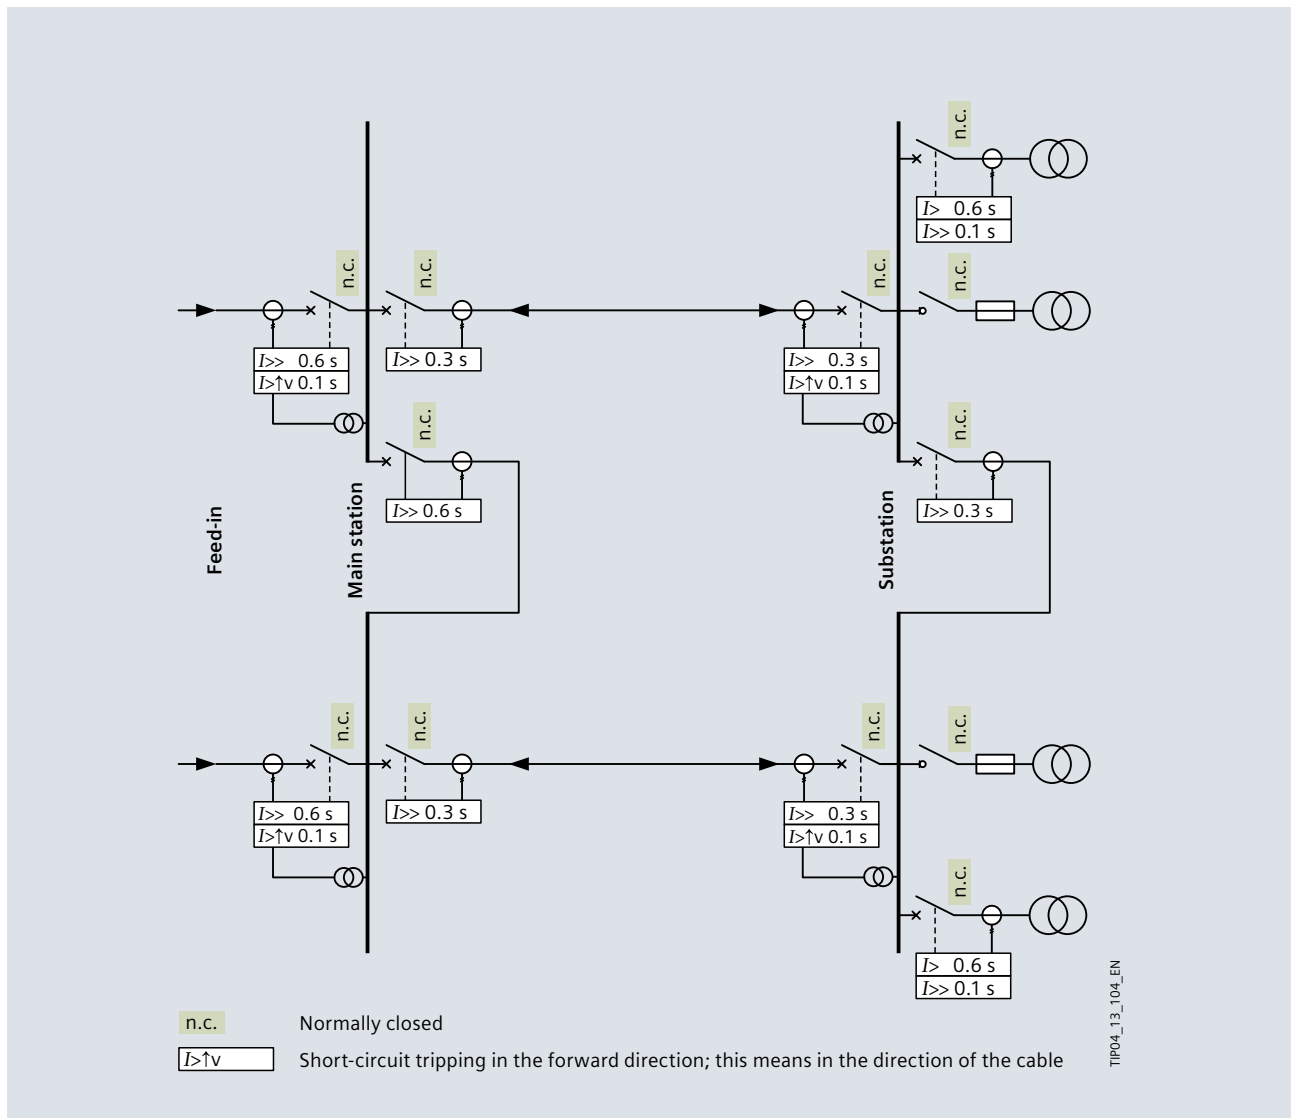 n.c.
I> 0.6 s
I>> 0.1 s
n.c.
n.c.
n.c.
n.c.
I>> 0.6 s
I>↑v 0.1 s
I>> 0.3 s
I>> 0.3 s
I>↑v 0.1 s
n.c.
n.c.
I>> 0.6 s
I>> 0.3 s
Feed-in
Main station
Substation
n.c.
n.c.
n.c.
n.c.
I>> 0.6 s
I>↑v 0.1 s
I>> 0.3 s
I>> 0.3 s
I>↑v 0.1 s
n.c.
I> 0.6 s
I>> 0.1 s
n.c. Normally closed
I>↑v Short-circuit tripping in the forward direction; this means in the direction of the cable
TIP04_13_104_EN